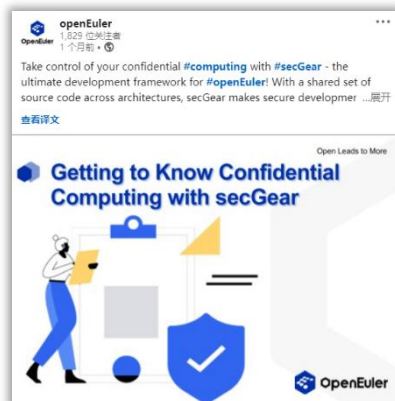 openEuler
1,829 位关注者
1 个月前 •
Take control of your confidential #computing with #secGear - the
ultimate development framework for #openEuler! With a shared set of
source code across architectures, secGear makes secure developmer ...展开
查看译文
Open Leads to More
Getting to Know Confidential
Computing with secGear
OpenEuler